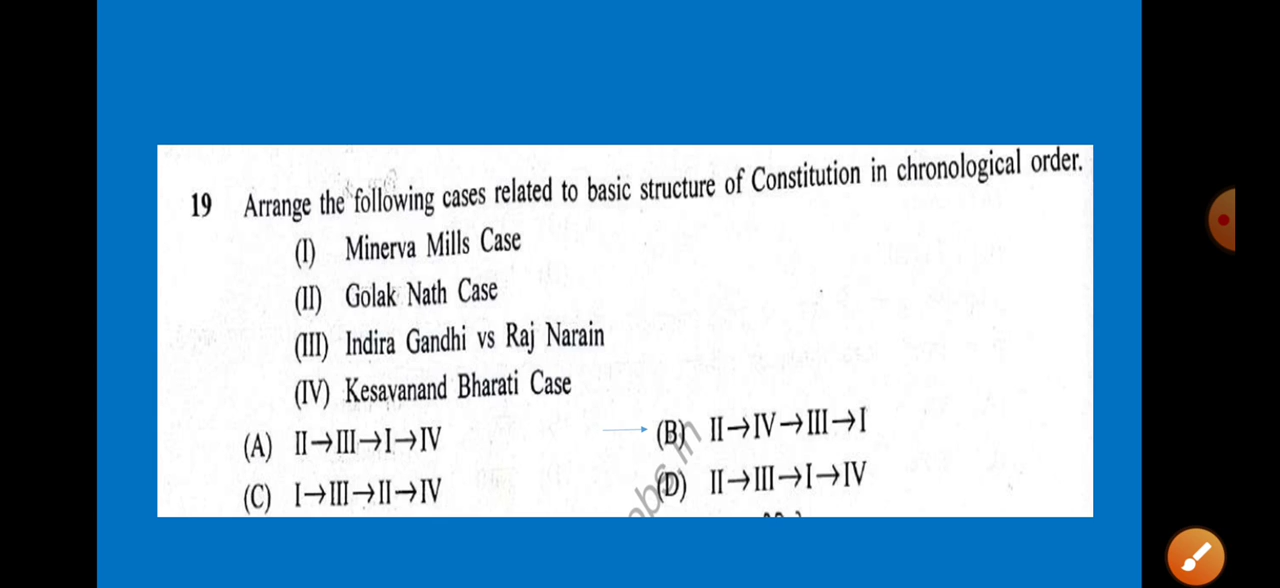 19 Arrange the following cases related to basic structure of Constitution in chronological order.
(I) Minerva Mills Case
(II) Golak Nath Case
(III) Indira Gandhi vs Raj Narain
(IV) Kesavanand Bharati Case
(A) II→III→I→IV (B) II→IV→III→I
(C) I→III→II→IV (D) II→III→I→IV